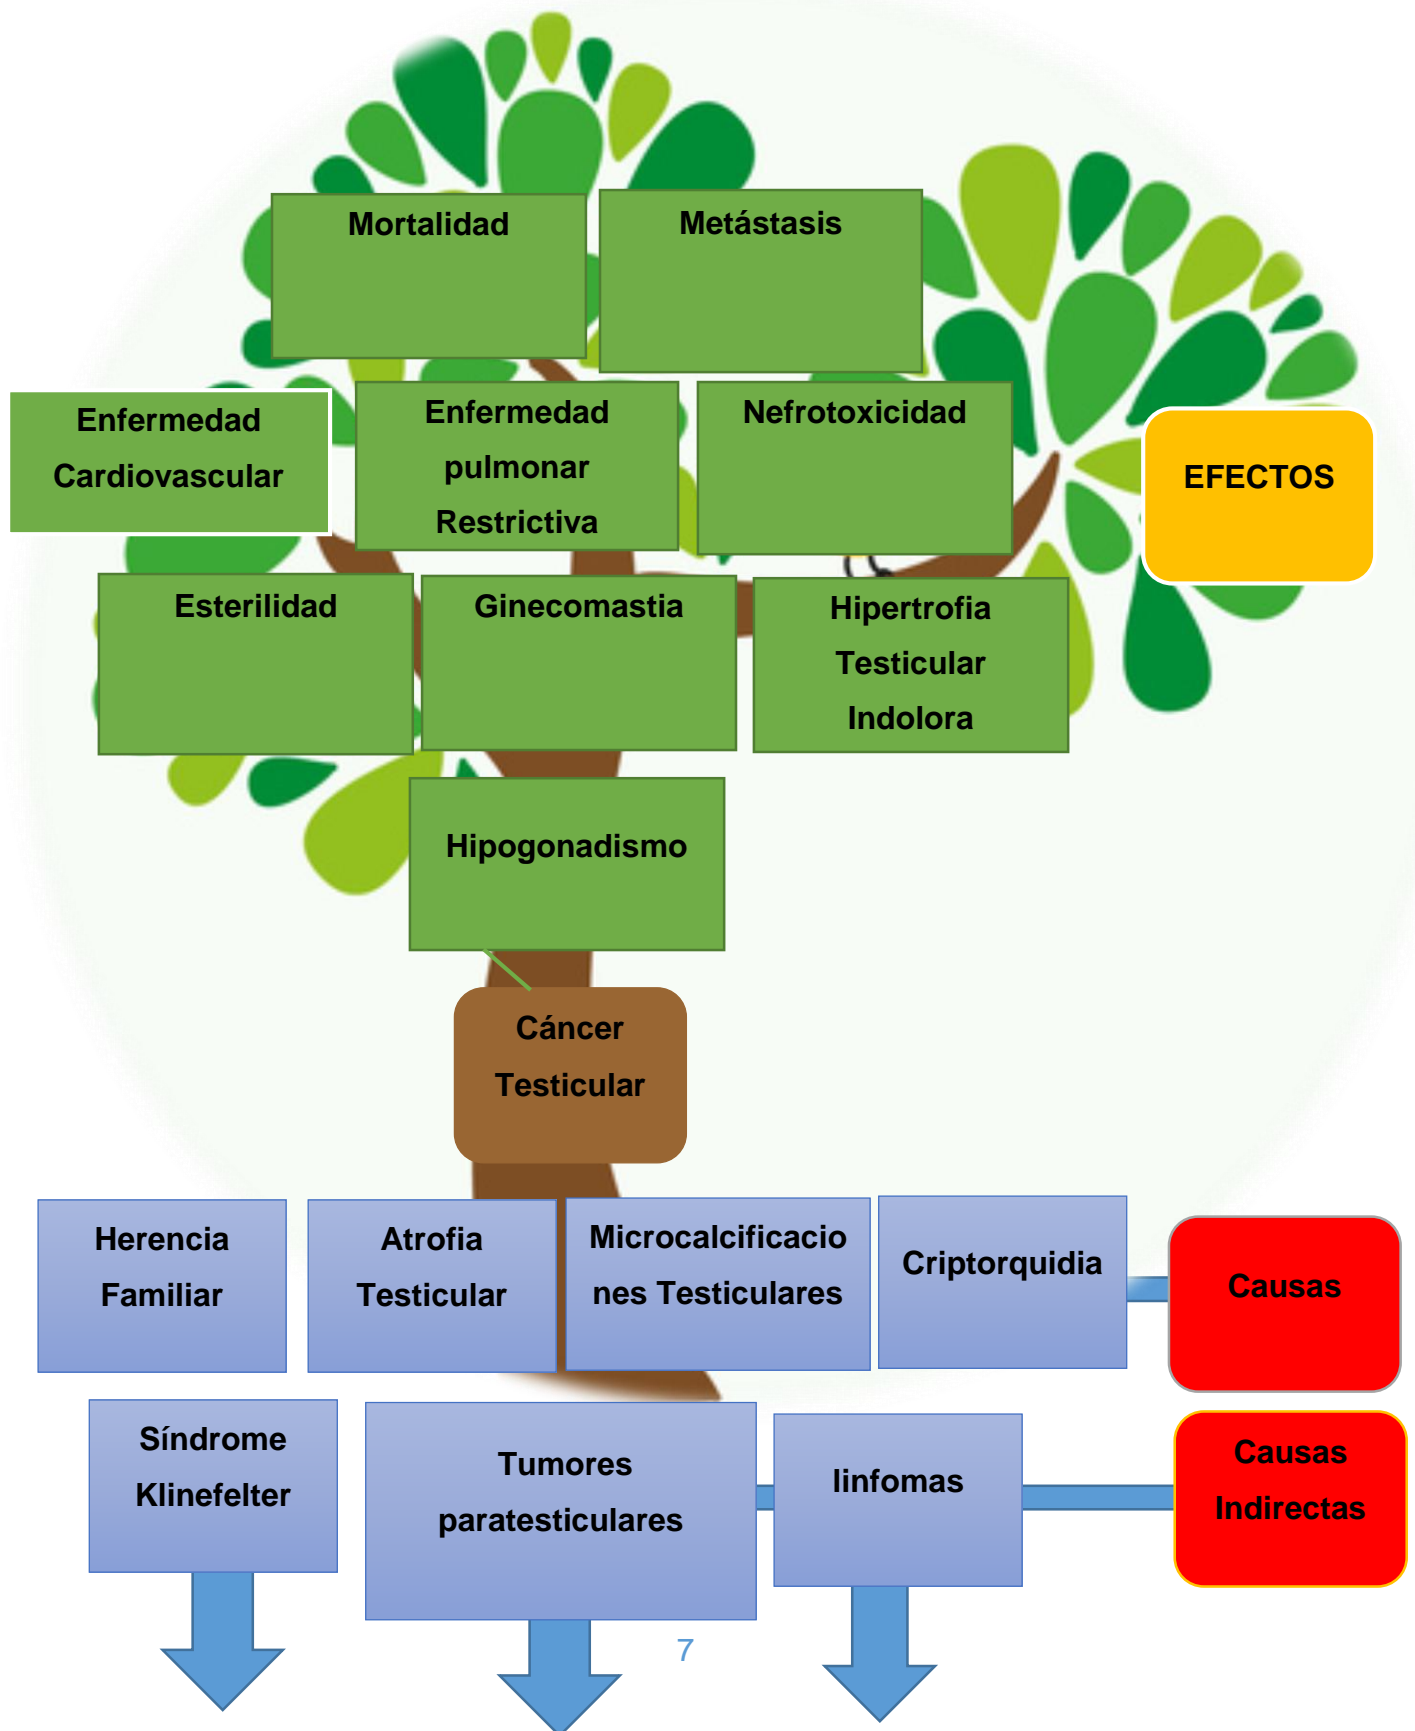 Mortalidad
Metástasis
Enfermedad
Cardiovascular
Enfermedad
pulmonar
Restrictiva
Nefrotoxicidad
EFECTOS
Esterilidad
Ginecomastia
Hipertrofia
Testicular
Indolora
Hipogonadismo
Cáncer
Testicular
Herencia
Familiar
Atrofia
Testicular
Microcalcificacio
nes Testiculares
Criptorquidia
Causas
Síndrome
Klinefelter
Tumores
paratesticulares
linfomas
Causas
Indirectas
7